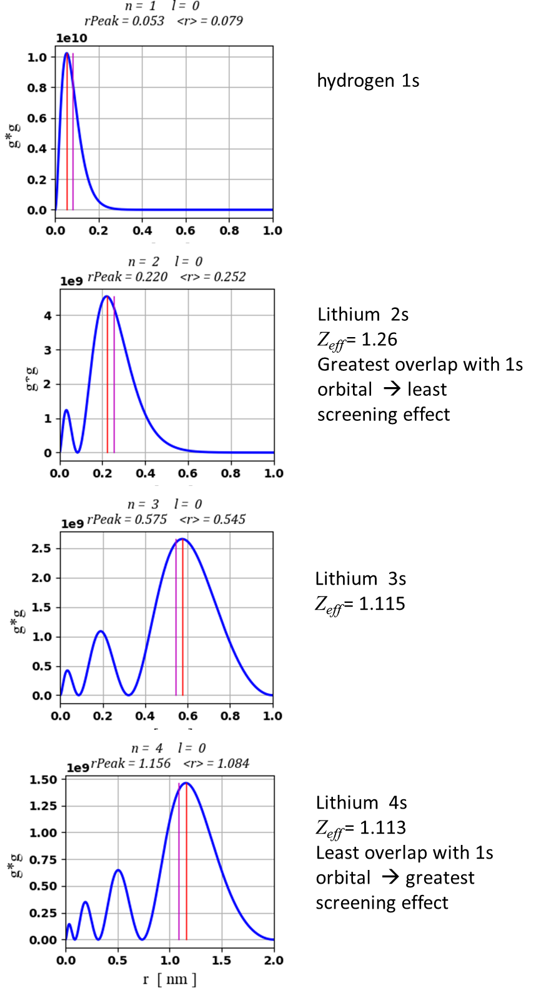 n = 1 l = 0
rPeak = 0.053 <r> = 0.079
1e10
1.0
0.8
0.6
0.4
0.2
0.0
g*g
0.0 0.2 0.4 0.6 0.8 1.0
hydrogen 1s
n = 2 l = 0
1e9 rPeak = 0.220 <r> = 0.252
4
3
2
1
0
g*g
0.0 0.2 0.4 0.6 0.8 1.0
Lithium 2s
Zeff= 1.26
Greatest overlap with 1s
orbital → least
screening effect
n = 3 l = 0
1e9 rPeak = 0.575 <r> = 0.545
2.5
2.0
1.5
1.0
0.5
0.0
g*g
0.0 0.2 0.4 0.6 0.8 1.0
Lithium 3s
Zeff= 1.115
n = 4 l = 0
1e9 rPeak = 1.156 <r> = 1.084
1.50
1.25
1.00
0.75
0.50
0.25
0.00
g*g
0.0 0.5 1.0 1.5 2.0
r [ nm ]
Lithium 4s
Zeff= 1.113
Least overlap with 1s
orbital → greatest
screening effect